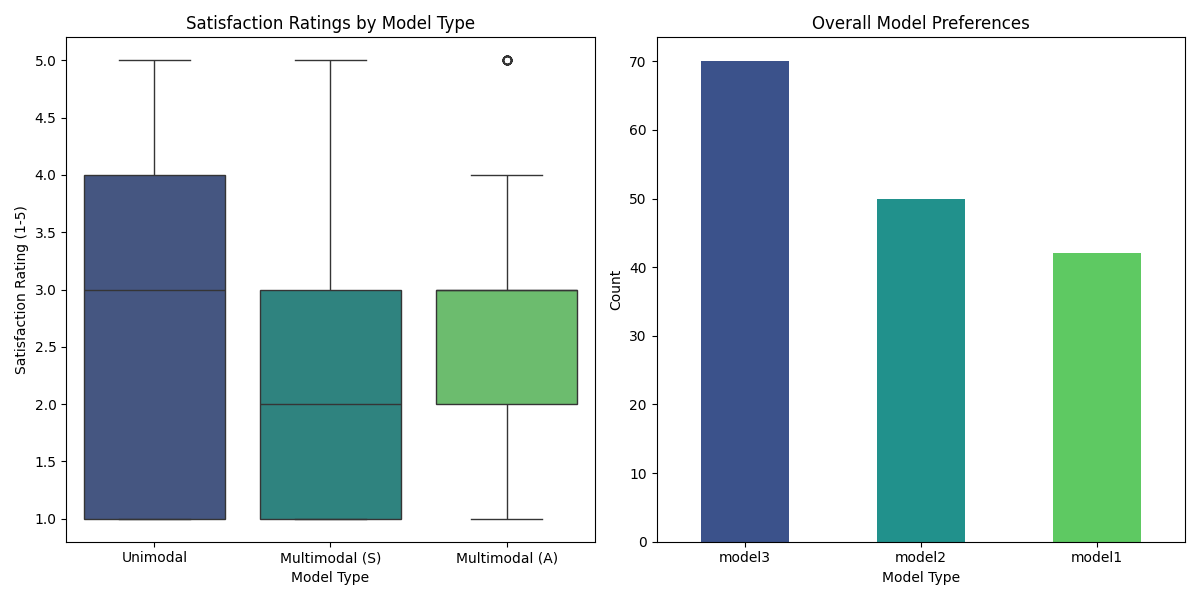 Satisfaction Ratings by Model Type
Satisfaction Rating (1-5)
5.0
4.5
4.0
3.5
3.0
2.5
2.0
1.5
1.0
Unimodal
Multimodal (S)
Multimodal (A)
Model Type
Overall Model Preferences
Count
70
60
50
40
30
20
10
0
model3
model2
model1
Model Type